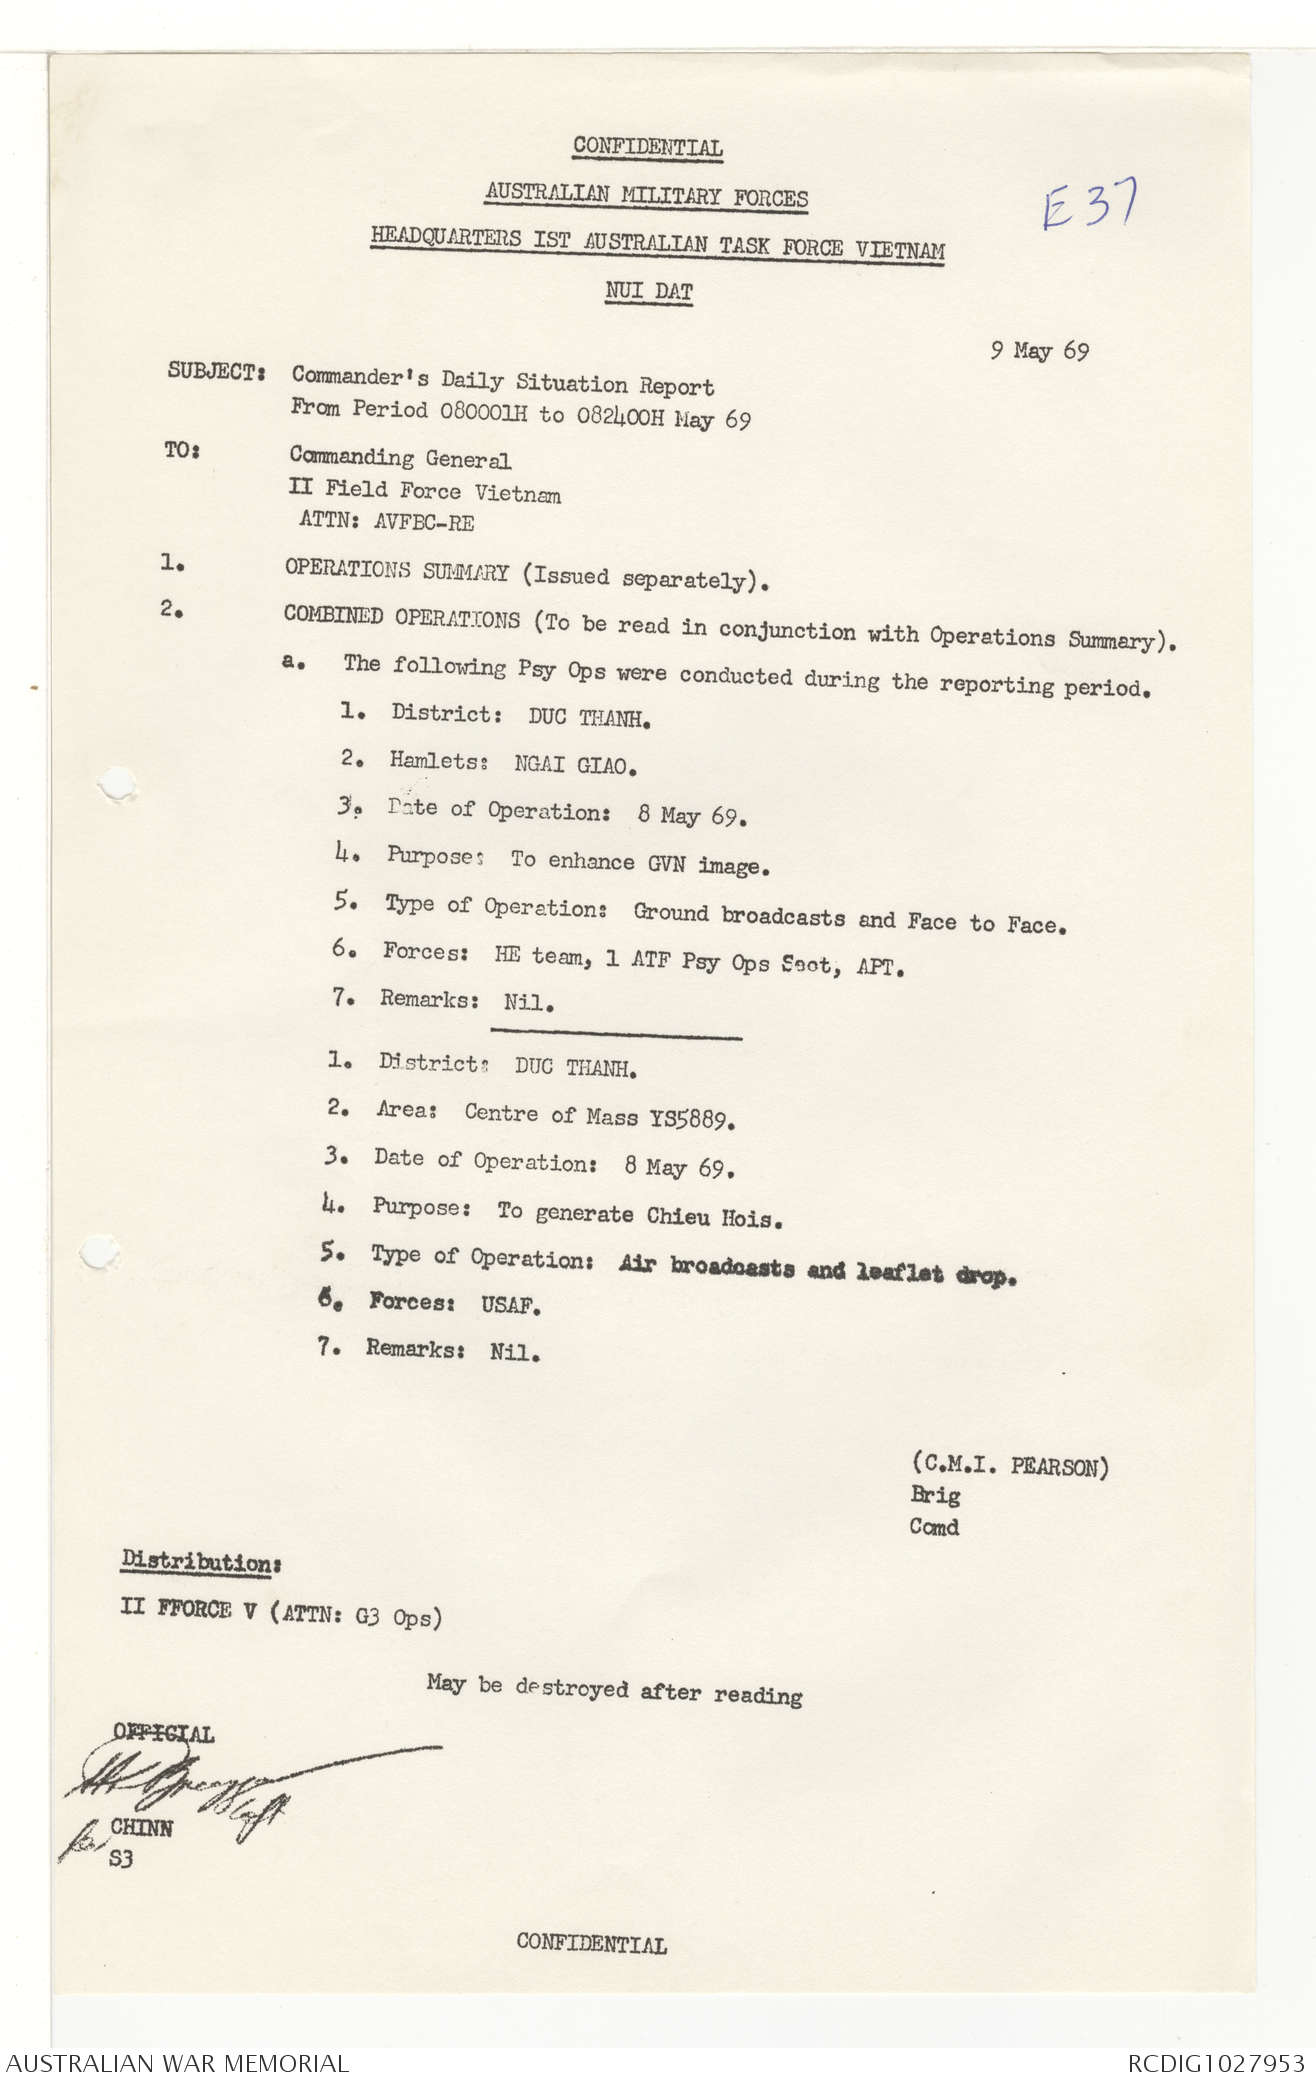 CONFIDENTIAL
AUSTRALIAN MILITARY FORCES
E37
HEADQUARTERS IST AUSTRALIAN TASK FORCE VIETNAM
NUI DAT
9 May 69
SUBJECT: Commander's Daily Situation Report
From Period 080001H to 082400H May 69
TO: Commanding General
II Field Force Vietnam
ATTN: AVFBC-RE
1. OPERATIONS SUMMARY (Issued separately).
2. COMBINED OPERATIONS (To be read in conjunction with Operations Summary).
a. The following Psy Ops were conducted during the reporting period.
1. District: DUC THANH.
2. Hamlets: NGAI GIAO.
3. Date of Operation: 8 May 69.
4. Purpose: To enhance GVN image.
5. Type of Operation: Ground broadcasts and Face to Face.
6. Forces: HE team, 1 ATF Psy Ops Sect, APT.
7. Remarks: Nil.
1. District: DUC THANH.
2. Area: Centre of Mass YS5889.
3. Date of Operation: 8 May 69.
4. Purpose: To generate Chieu Hois.
5. Type of Operation: Air broadcasts and leaflet drop.
6. Forces: USAF.
7. Remarks: Nil.
(C.M.I. PEARSON)
Brig
Comd
Distribution:
II FFORCE V (ATTN: G3 Ops)
May be destroyed after reading
OFFICIAL
Capt
for CHINN
S3
CONFIDENTIAL
AUSTRALIAN WAR MEMORIAL
RCDIG1027953